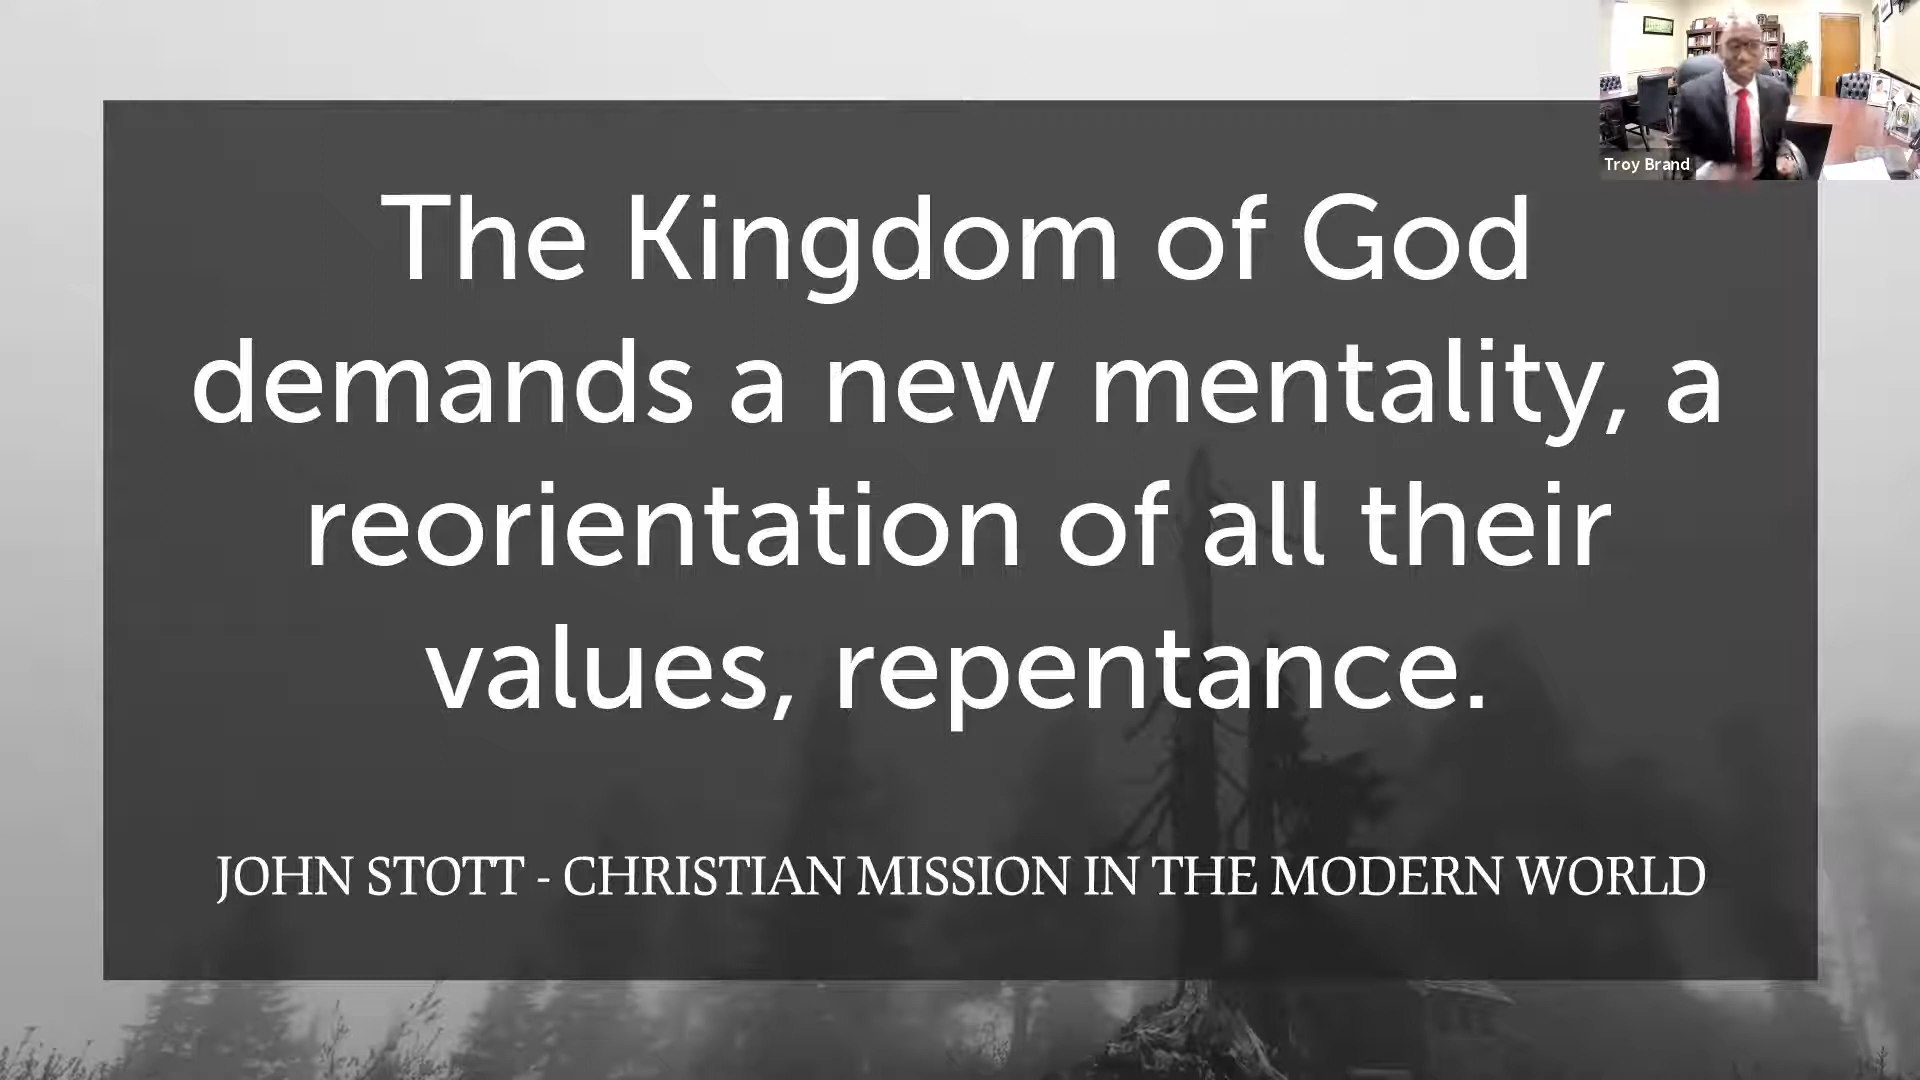 The Kingdom of God
demands a new mentality, a
reorientation of all their
values, repentance.
JOHN STOTT - CHRISTIAN MISSION IN THE MODERN WORLD
Troy Brand